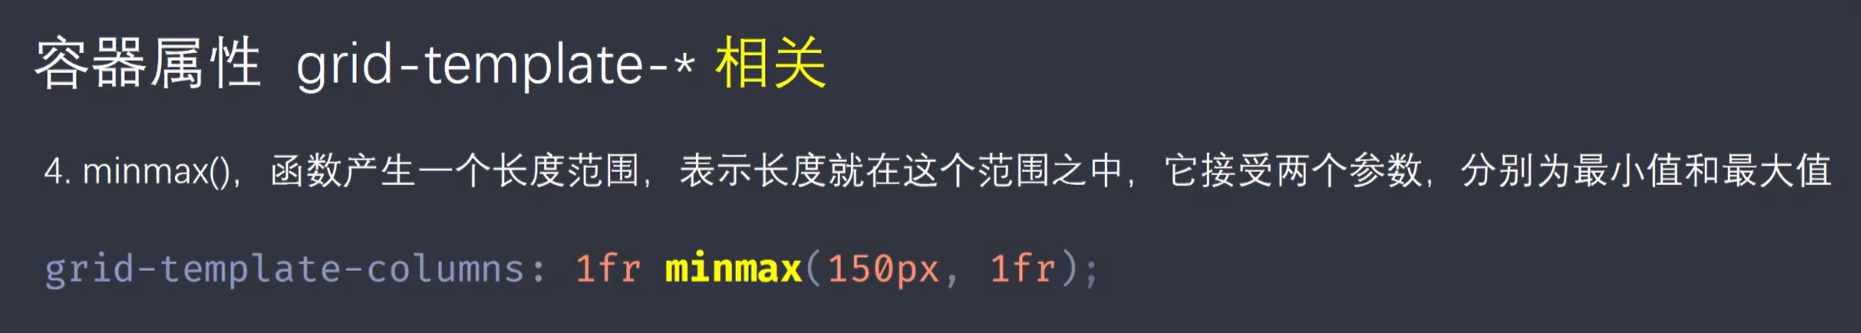 容器属性 grid-template-* 相关
4. minmax()，函数产生一个长度范围，表示长度就在这个范围之中，它接受两个参数，分别为最小值和最大值
grid-template-columns: 1fr minmax(150px, 1fr);